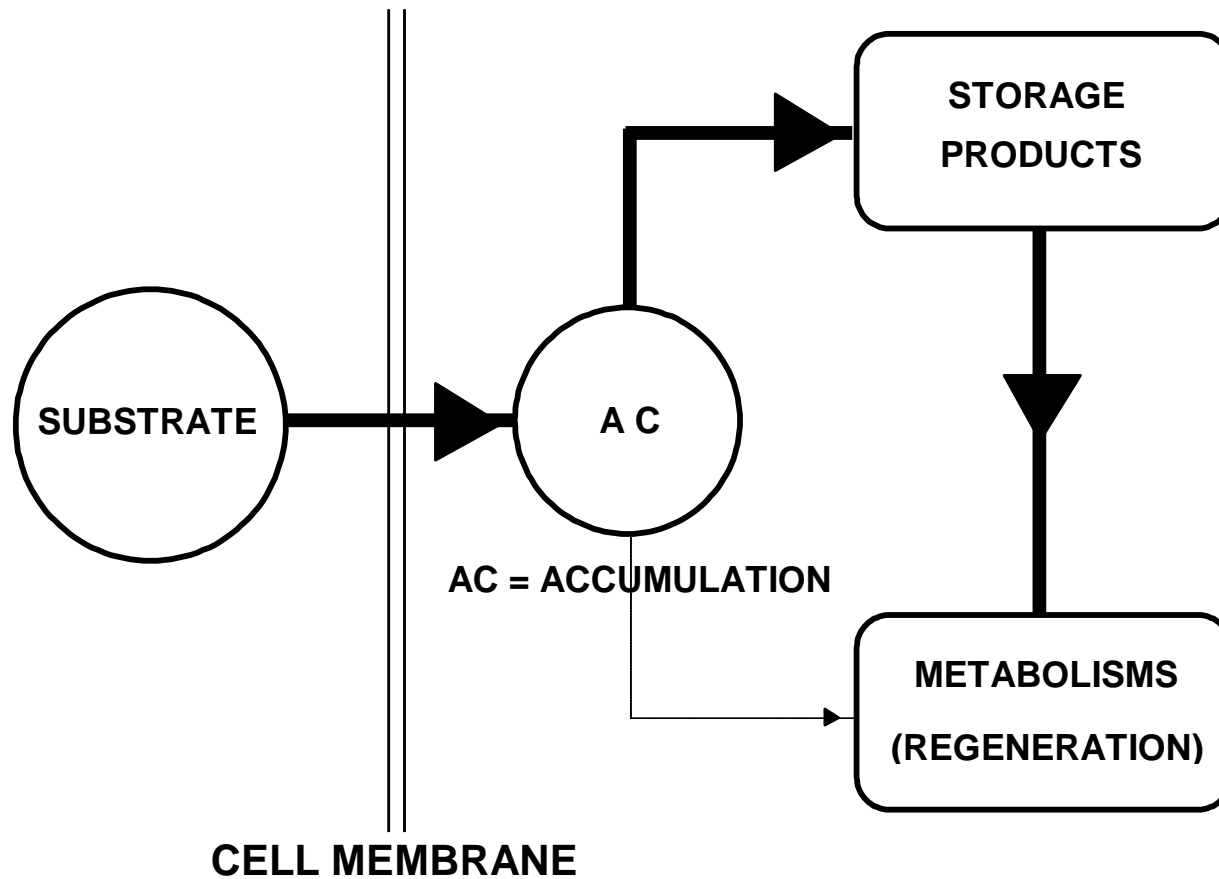 STORAGE
PRODUCTS
SUBSTRATE
A C
AC = ACCUMULATION
METABOLISMS
(REGENERATION)
CELL MEMBRANE